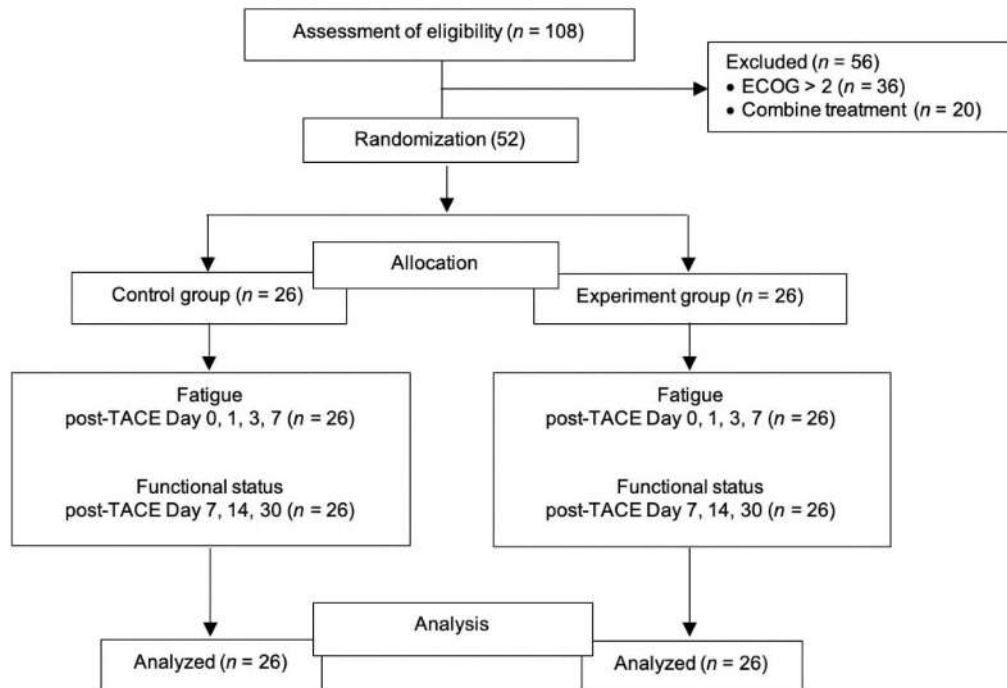 Assessment of eligibility (n = 108)
Excluded (n = 56)
• ECOG > 2 (n = 36)
• Combine treatment (n = 20)
Randomization (52)
Allocation
Control group (n = 26)
Experiment group (n = 26)
Fatigue
post-TACE Day 0, 1, 3, 7 (n = 26)
Functional status
post-TACE Day 7, 14, 30 (n = 26)
Fatigue
post-TACE Day 0, 1, 3, 7 (n = 26)
Functional status
post-TACE Day 7, 14, 30 (n = 26)
Analysis
Analyzed (n = 26)
Analyzed (n = 26)